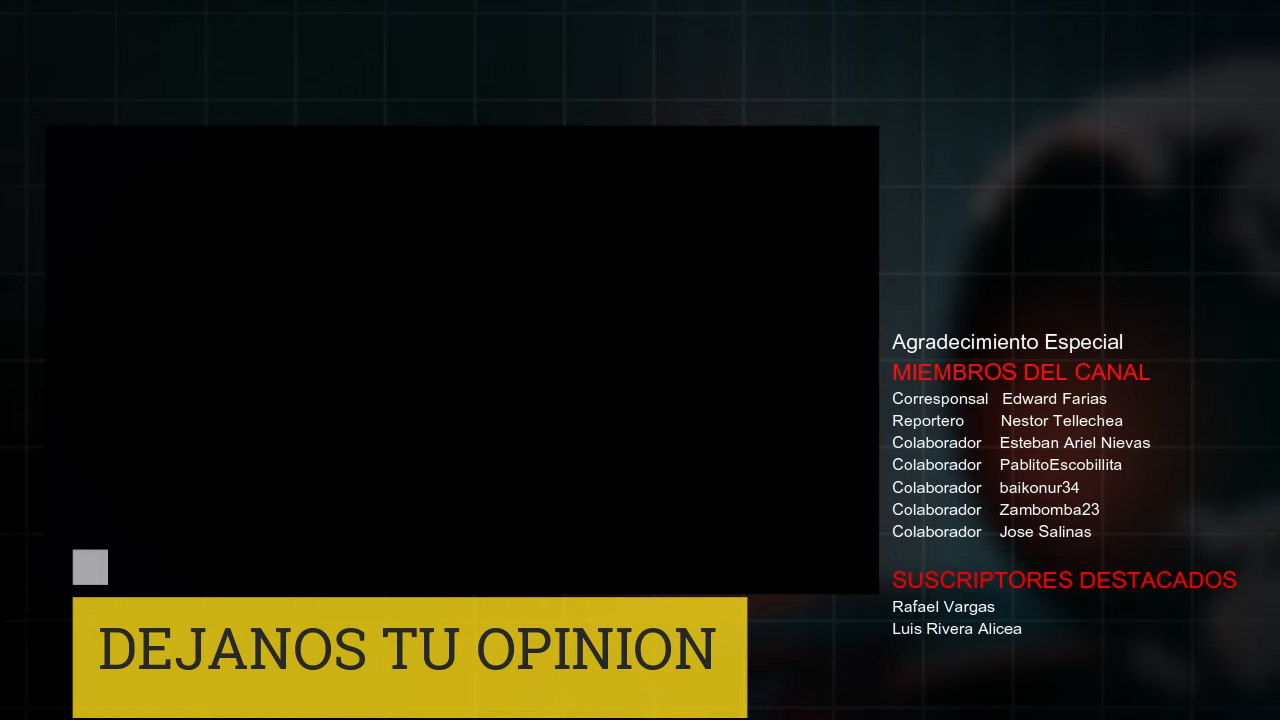 Agradecimiento Especial
MIEMBROS DEL CANAL
Corresponsal Edward Farias
Reportero Nestor Tellechea
Colaborador Esteban Ariel Nievas
Colaborador PablitoEscobillita
Colaborador baikonur34
Colaborador Zambomba23
Colaborador Jose Salinas
SUSCRIPTORES DESTACADOS
Rafael Vargas
Luis Rivera Alicea
DEJANOS TU OPINION